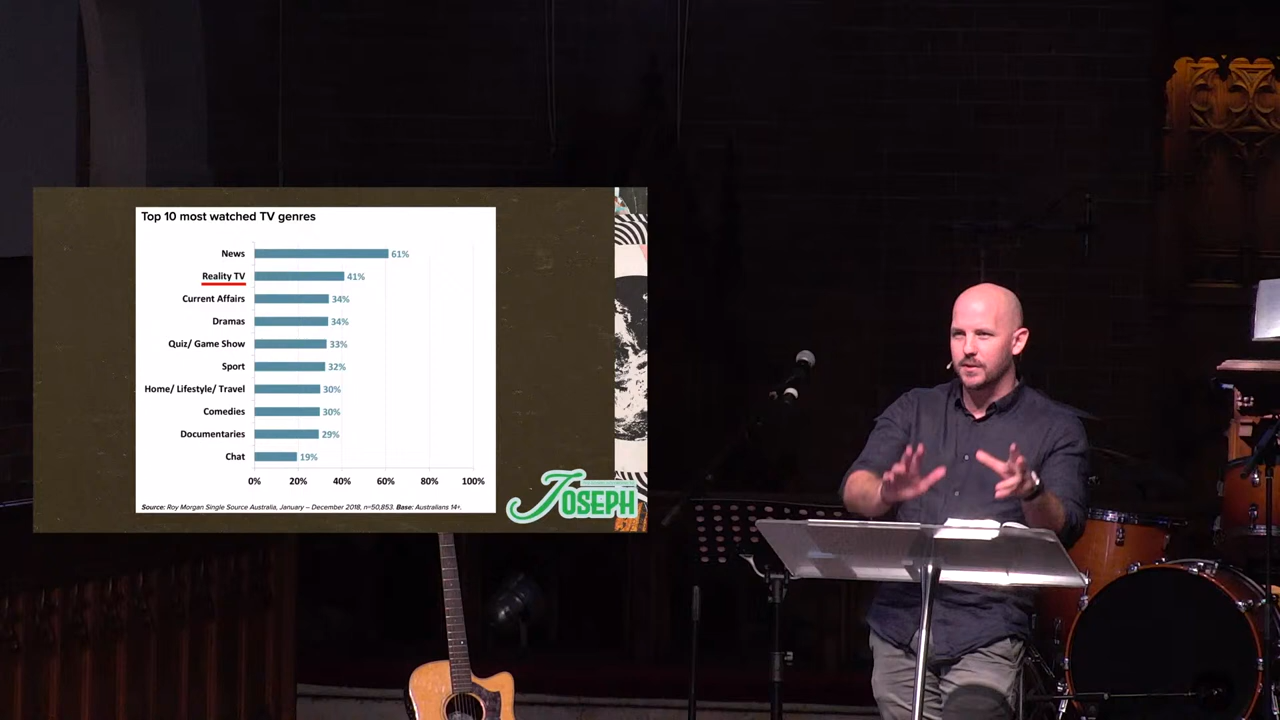 Top 10 most watched TV genres
News 61%
Reality TV 41%
Current Affairs 34%
Dramas 34%
Quiz/ Game Show 33%
Sport 32%
Home/ Lifestyle/ Travel 30%
Comedies 30%
Documentaries 29%
Chat 19%
0% 20% 40% 60% 80% 100%
Source: Roy Morgan Single Source Australia, January – December 2018, n=50,853. Base: Australians 14+.
JOSEPH